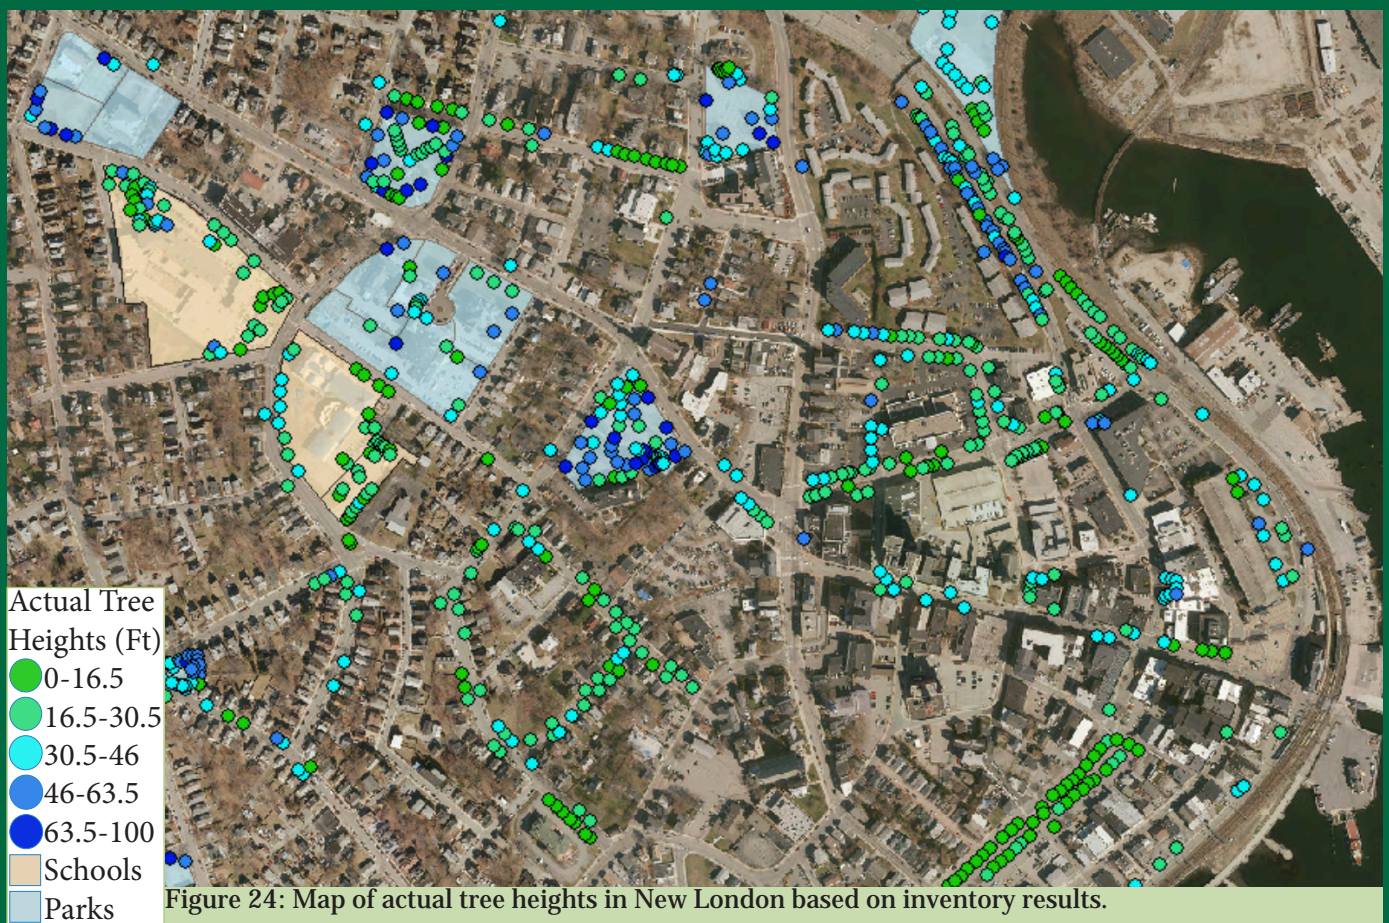 Actual Tree
Heights (Ft)
0-16.5
16.5-30.5
30.5-46
46-63.5
63.5-100
Schools
Parks
Figure 24: Map of actual tree heights in New London based on inventory results.